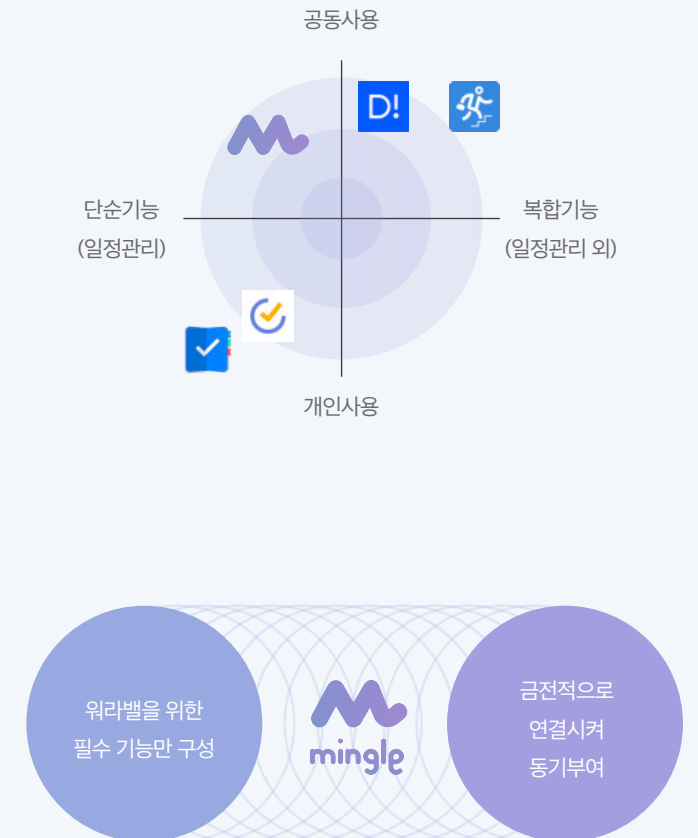 공동사용
D!
단순기능
(일정관리)
복합기능
(일정관리 외)
개인사용
워라밸을 위한
필수 기능만 구성
mingle
금전적으로
연결시켜
동기부여